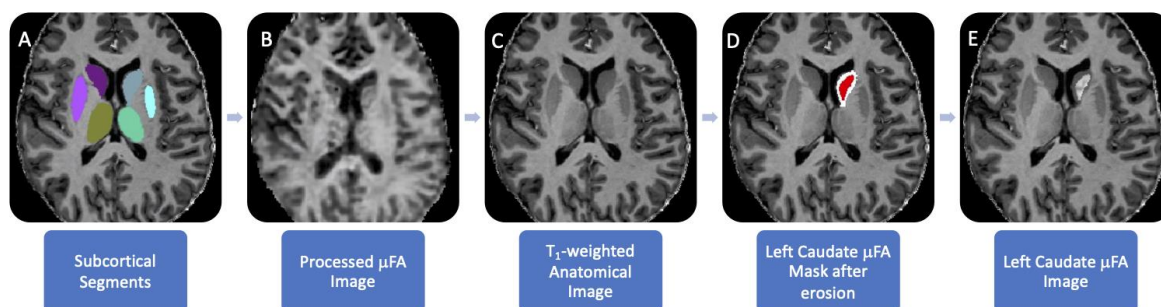 A
B
C
D
E
Subcortical
Segments
Processed μFA
Image
T₁-weighted
Anatomical
Image
Left Caudate μFA
Mask after
erosion
Left Caudate μFA
Image